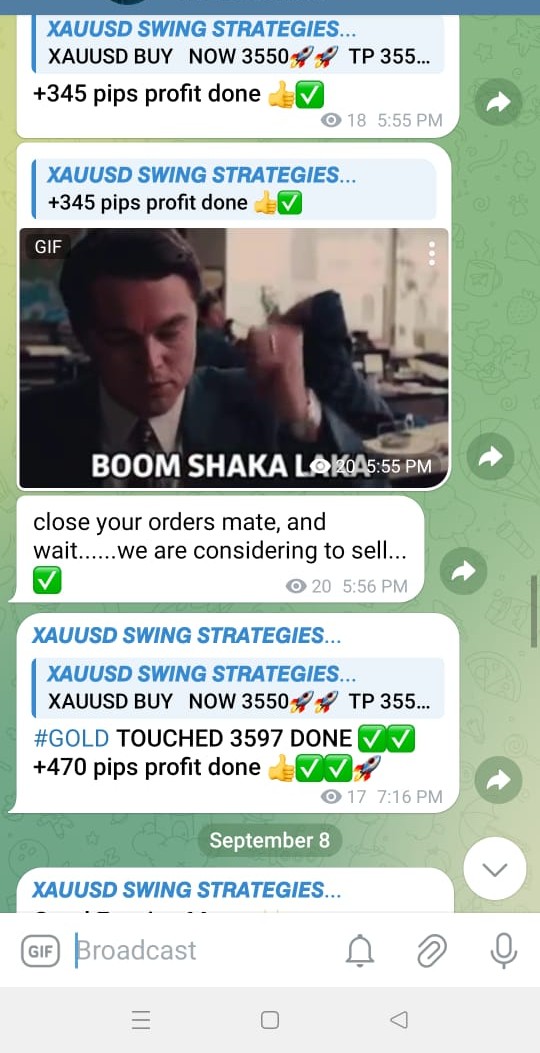 XAUUSD SWING STRATEGIES...
XAUUSD BUY NOW 3550🚀🚀 TP 355...
+345 pips profit done 👍✅
18 5:55 PM
XAUUSD SWING STRATEGIES...
+345 pips profit done 👍✅
GIF
BOOM SHAKA LAKA
20 5:55 PM
close your orders mate, and
wait......we are considering to sell...
✅
20 5:56 PM
XAUUSD SWING STRATEGIES...
XAUUSD SWING STRATEGIES...
XAUUSD BUY NOW 3550🚀🚀 TP 355...
#GOLD TOUCHED 3597 DONE ✅✅
+470 pips profit done 👍✅✅🚀
17 7:16 PM
September 8
XAUUSD SWING STRATEGIES...
GIF Broadcast